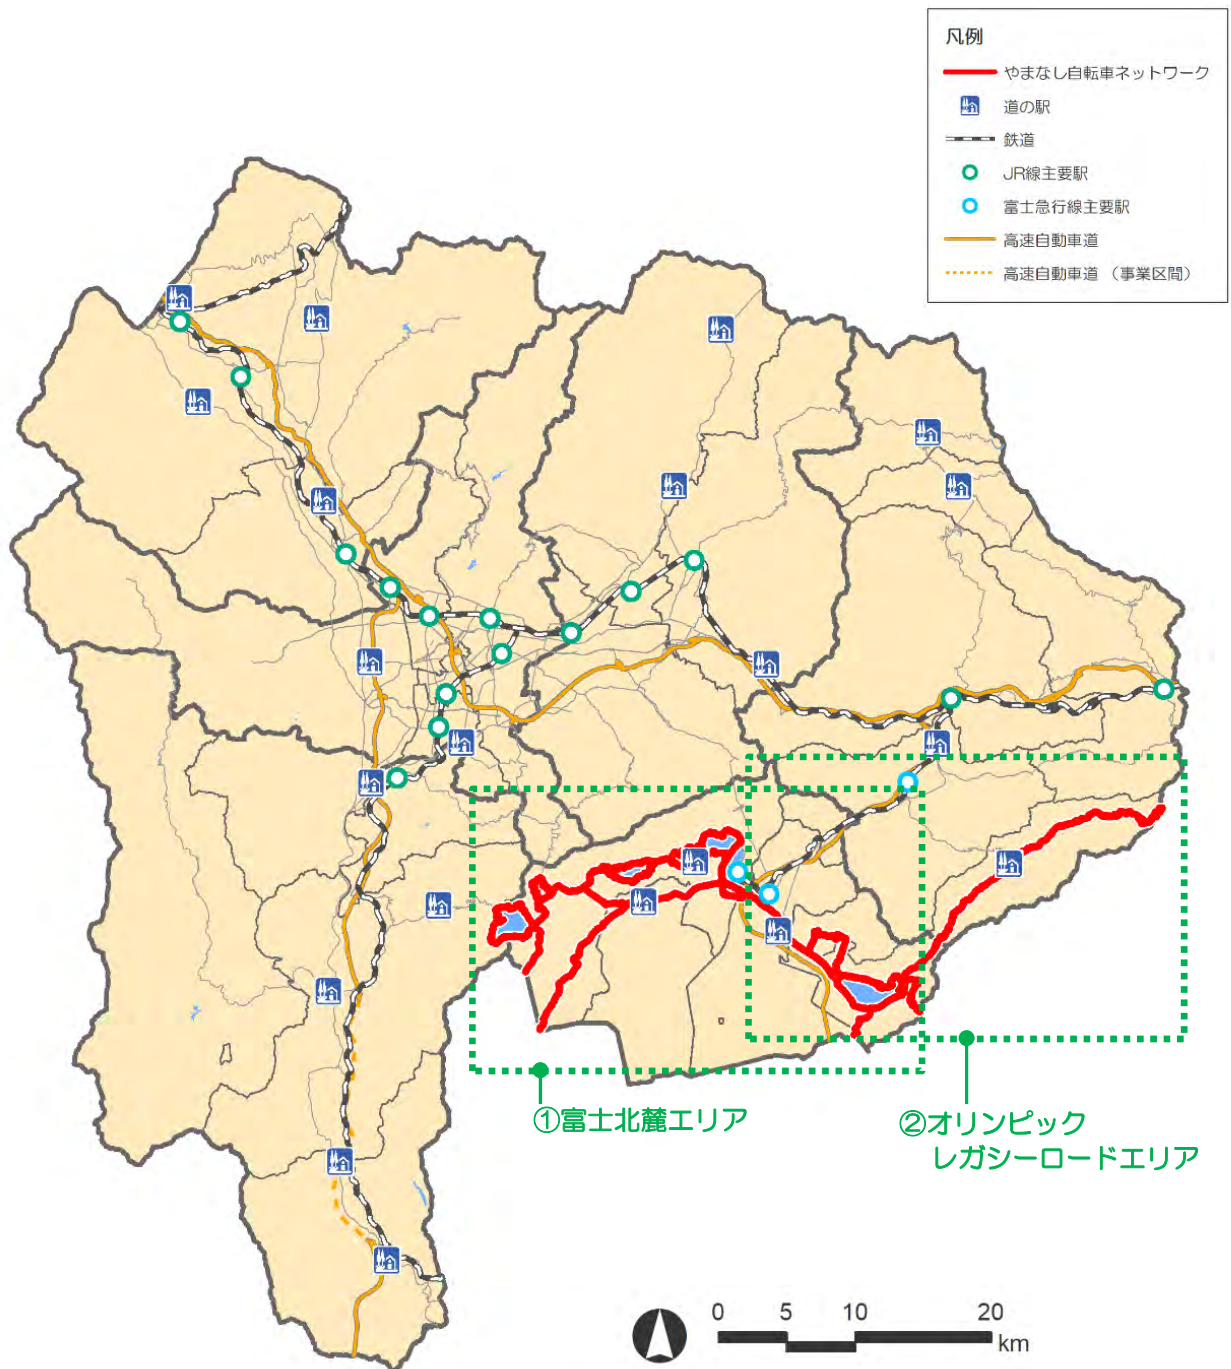 凡例
やまなし自転車ネットワーク
道の駅
鉄道
JR線主要駅
富士急行線主要駅
高速自動車道
高速自動車道 （事業区間）
①富士北麓エリア
②オリンピック
レガシーロードエリア
0 5 10 20
km